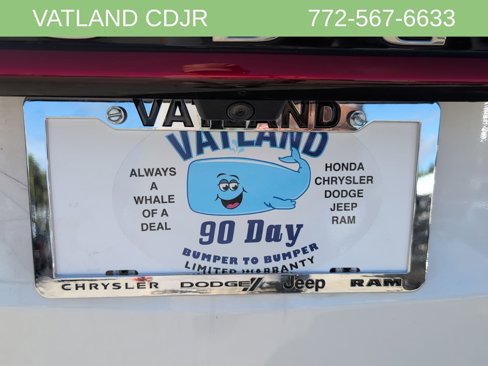 VATLAND CDJR 772-567-6633
VATLAND
VATLAND
ALWAYS
A
WHALE
OF A
DEAL
HONDA
CHRYSLER
DODGE
JEEP
RAM
90 Day
BUMPER TO BUMPER
LIMITED WARRANTY
CHRYSLER DODGE Jeep RAM